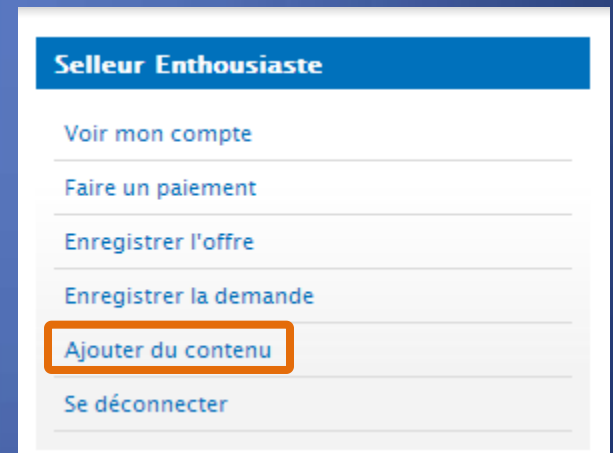 Selleur Enthousiaste
Voir mon compte
Faire un paiement
Enregistrer l'offre
Enregistrer la demande
Ajouter du contenu
Se déconnecter